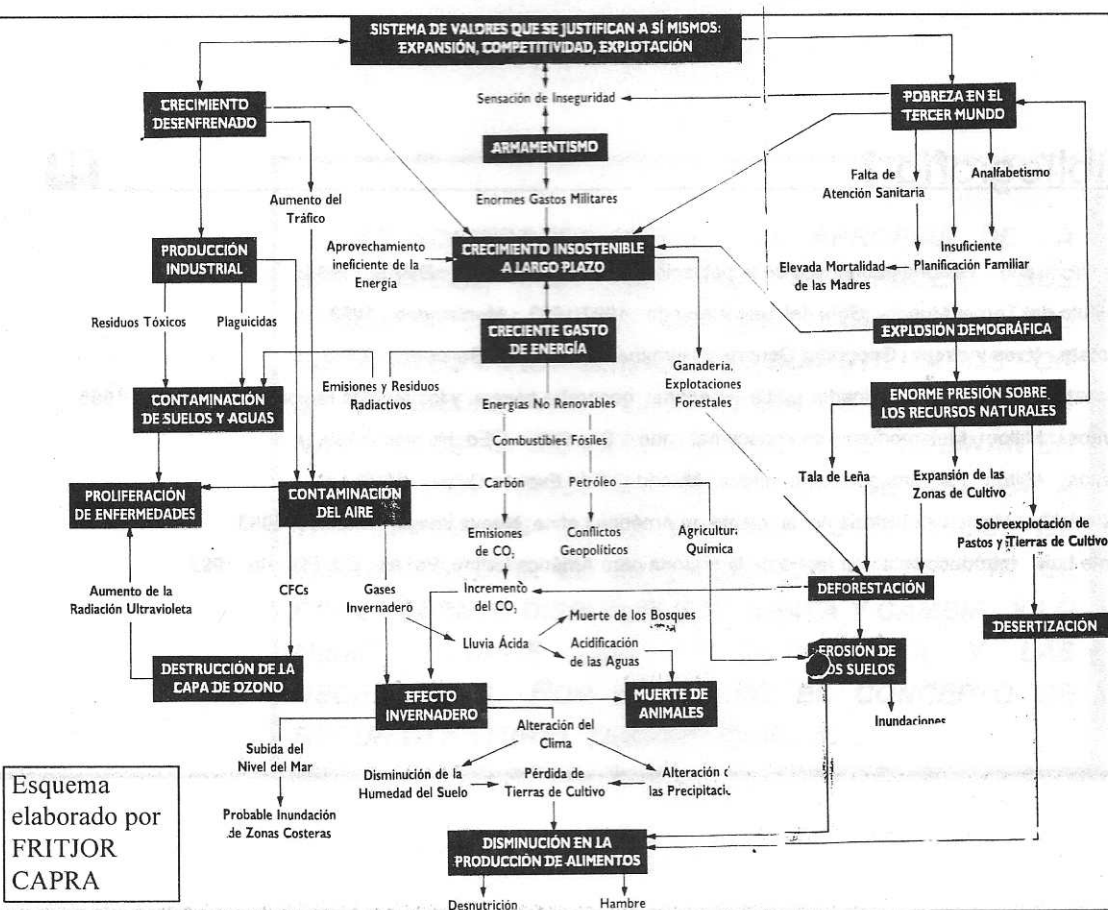 SISTEMA DE VALORES QUE SE JUSTIFICAN A SÍ MISMOS:
EXPANSIÓN, COMPETITIVIDAD, EXPLOTACIÓN
CRECIMIENTO
DESENFRENADO
Sensación de Inseguridad
POBREZA EN EL
TERCER MUNDO
ARMAMENTISMO
Falta de
Atención Sanitaria
Analfabetismo
Aumento del
Tráfico
Enormes Gastos Militares
PRODUCCIÓN
INDUSTRIAL
Aprovechamiento
ineficiente de la
Energía
CRECIMIENTO INSOSTENIBLE
A LARGO PLAZO
Insuficiente
Planificación Familiar
Elevada Mortalidad
de las Madres
Residuos Tóxicos
Plaguicidas
CRECIENTE GASTO
DE ENERGÍA
EXPLOSIÓN DEMOGRÁFICA
Ganadería,
Explotaciones
Forestales
CONTAMINACIÓN
DE SUELOS Y AGUAS
Emisiones y Residuos
Radiactivos
Energías No Renovables
ENORME PRESIÓN SOBRE
LOS RECURSOS NATURALES
Combustibles Fósiles
Tala de Leña
Expansión de las
Zonas de Cultivo
PROLIFERACIÓN
DE ENFERMEDADES
CONTAMINACIÓN
DEL AIRE
Carbón
Petróleo
Sobreexplotación de
Pastos y Tierras de Cultivo
Emisiones
de CO2
Conflictos
Geopolíticos
Agricultura
Química
Aumento de la
Radiación Ultravioleta
CFCs
Gases
Invernadero
Incremento
del CO2
DEFORESTACIÓN
DESERTIZACIÓN
Lluvia Ácida
Muerte de los Bosques
Acidificación
de las Aguas
DESTRUCCIÓN DE LA
CAPA DE OZONO
EFECTO
INVERNADERO
MUERTE DE
ANIMALES
EROSIÓN DE
LOS SUELOS
Inundaciones
Alteración del
Clima
Subida del
Nivel del Mar
Disminución de la
Humedad del Suelo
Pérdida de
Tierras de Cultivo
Alteración d
las Precipitaci
Probable Inundación
de Zonas Costeras
DISMINUCIÓN EN LA
PRODUCCIÓN DE ALIMENTOS
Desnutrición
Hambre
Esquema
elaborado por
FRITJOR
CAPRA